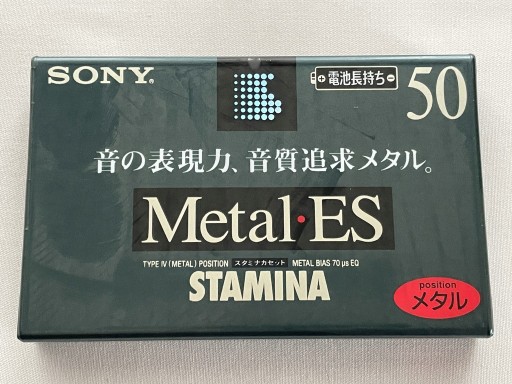 SONY®
電池長持ち
50
音の表現力、音質追求メタル。
Metal·ES
TYPE IV (METAL) POSITION スタミナカセット METAL BIAS 70 μs EQ
STAMINA
position
メタル